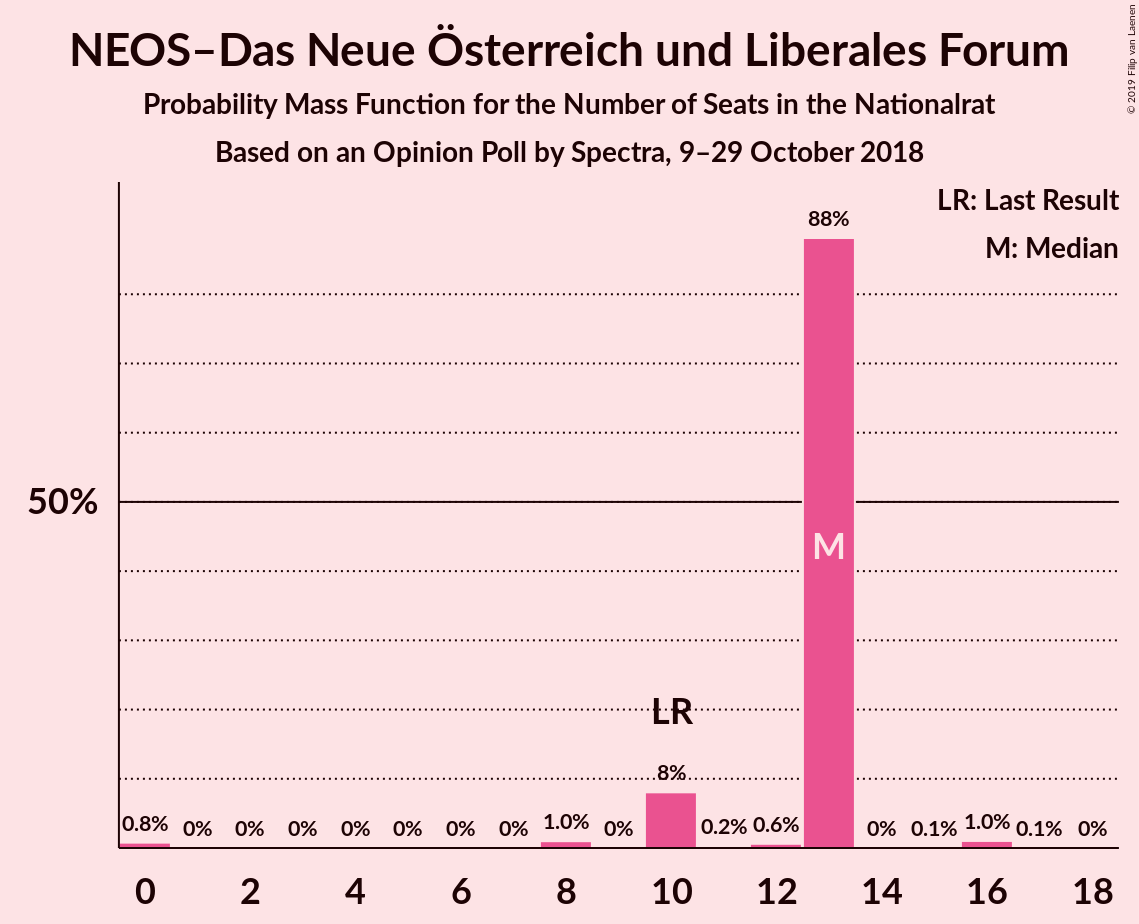 NEOS–Das Neue Österreich und Liberales Forum
Probability Mass Function for the Number of Seats in the Nationalrat
Based on an Opinion Poll by Spectra, 9–29 October 2018
© 2019 Filip van Laenen
LR: Last Result
M: Median
88%
50%
M
LR
8%
0.8% 0% 0% 0% 0% 0% 0% 0% 1.0% 0% 0.2% 0.6% 0% 0.1% 1.0% 0.1% 0%
0 2 4 6 8 10 12 14 16 18